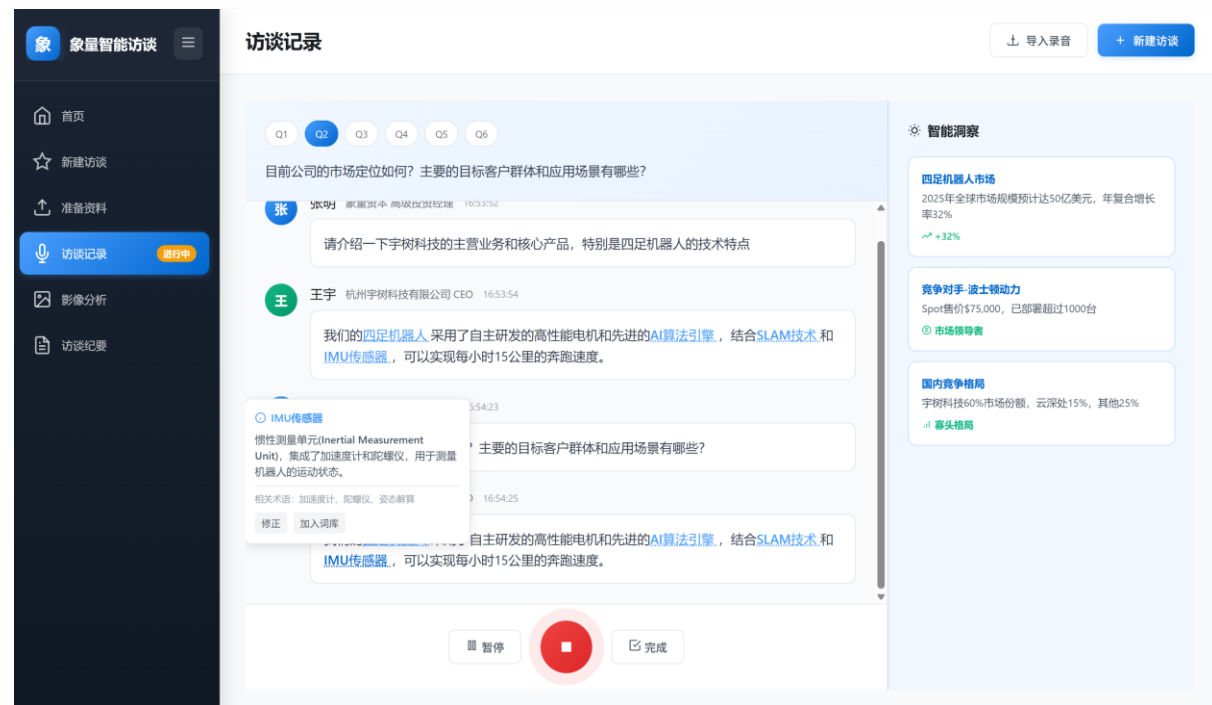 象 象量智能访谈
首页
新建访谈
准备资料
访谈记录 进行中
影像分析
访谈纪要
访谈记录
导入录音
+ 新建访谈
Q1 Q2 Q3 Q4 Q5 Q6
目前公司的市场定位如何？主要的目标客户群体和应用场景有哪些？
张 张明 象量资本 高级投资经理 16:53:52
请介绍一下宇树科技的主营业务和核心产品，特别是四足机器人的技术特点
王 王宇 杭州宇树科技有限公司 CEO 16:53:54
我们的四足机器人 采用了自主研发的高性能电机和先进的AI算法引擎 ，结合SLAM技术 和
IMU传感器 ，可以实现每小时15公里的奔跑速度。
:54:23
？主要的目标客户群体和应用场景有哪些？
IMU传感器
惯性测量单元(Inertial Measurement
Unit)，集成了加速度计和陀螺仪，用于测量
机器人的运动状态。
相关术语：加速度计、陀螺仪、姿态解算
修正 加入词库
16:54:25
自主研发的高性能电机和先进的AI算法引擎 ，结合SLAM技术 和
IMU传感器 ，可以实现每小时15公里的奔跑速度。
暂停
完成
智能洞察
四足机器人市场
2025年全球市场规模预计达50亿美元，年复合增长
率32%
+32%
竞争对手-波士顿动力
Spot售价$75,000，已部署超过1000台
市场领导者
国内竞争格局
宇树科技60%市场份额，云深处15%，其他25%
寡头格局